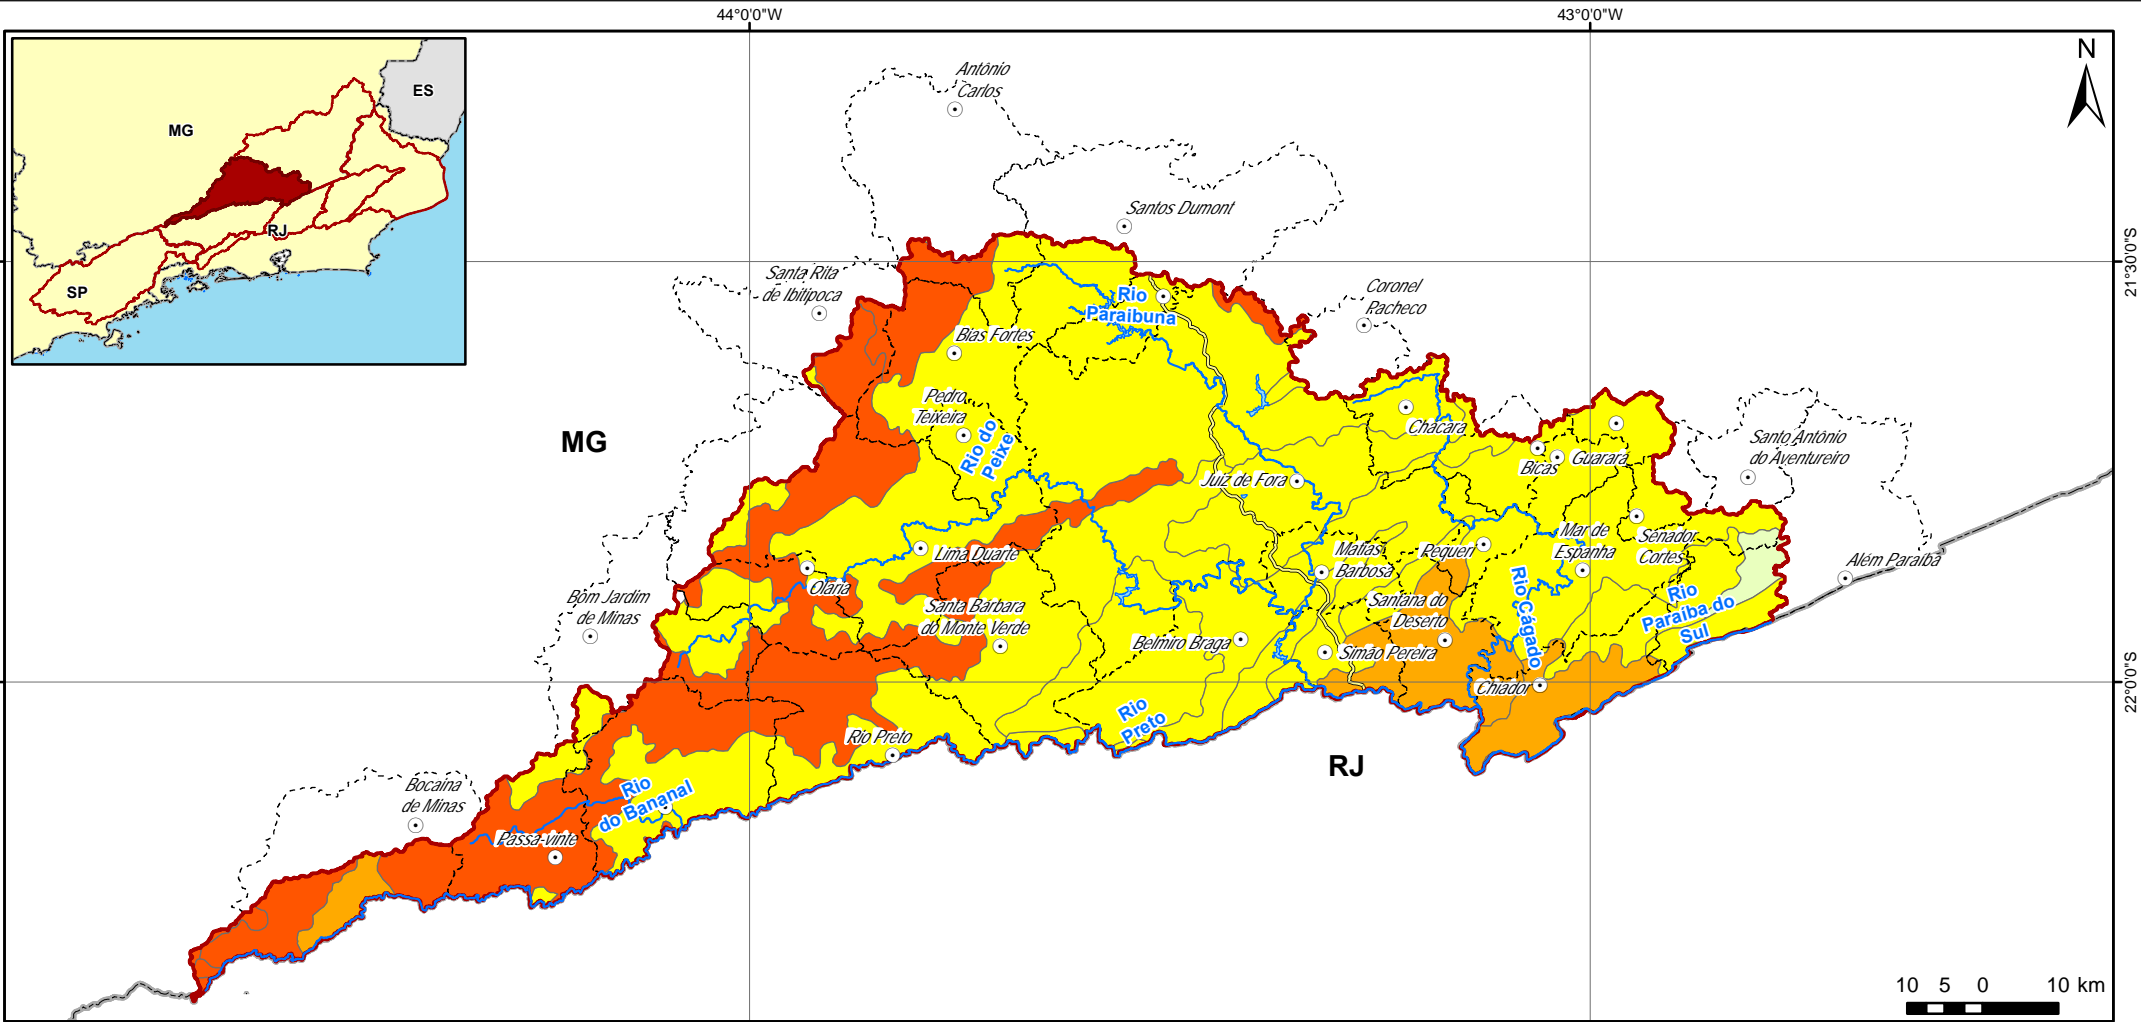 44°0'0"W
43°0'0"W
N
ES
MG
RJ
SP
Antônio
Carlos
Santos Dumont
21°30'0"S
Santa Rita
de Ibitipoca
Coronel
Pacheco
Rio
Paraibuna
Bias Fortes
Pedro
Teixeira
Rio do
Peixe
MG
Chácara
Bicas
Guarará
Santo Antônio
do Aventureiro
Juiz de Fora
Lima Duarte
Olaria
Matias
Barbosa
Pequeri
Mar de
Espanha
Senador
Cortes
Além Paraíba
Bom Jardim
de Minas
Santa Bárbara
do Monte Verde
Santana do
Deserto
Rio Cágado
Rio
Paraíba do
Sul
Belmiro Braga
Simão Pereira
Chiador
22°0'0"S
Rio
Preto
Rio Preto
RJ
Bocaina
de Minas
Rio
do Bananal
Passa-vinte
10 5 0 10 km